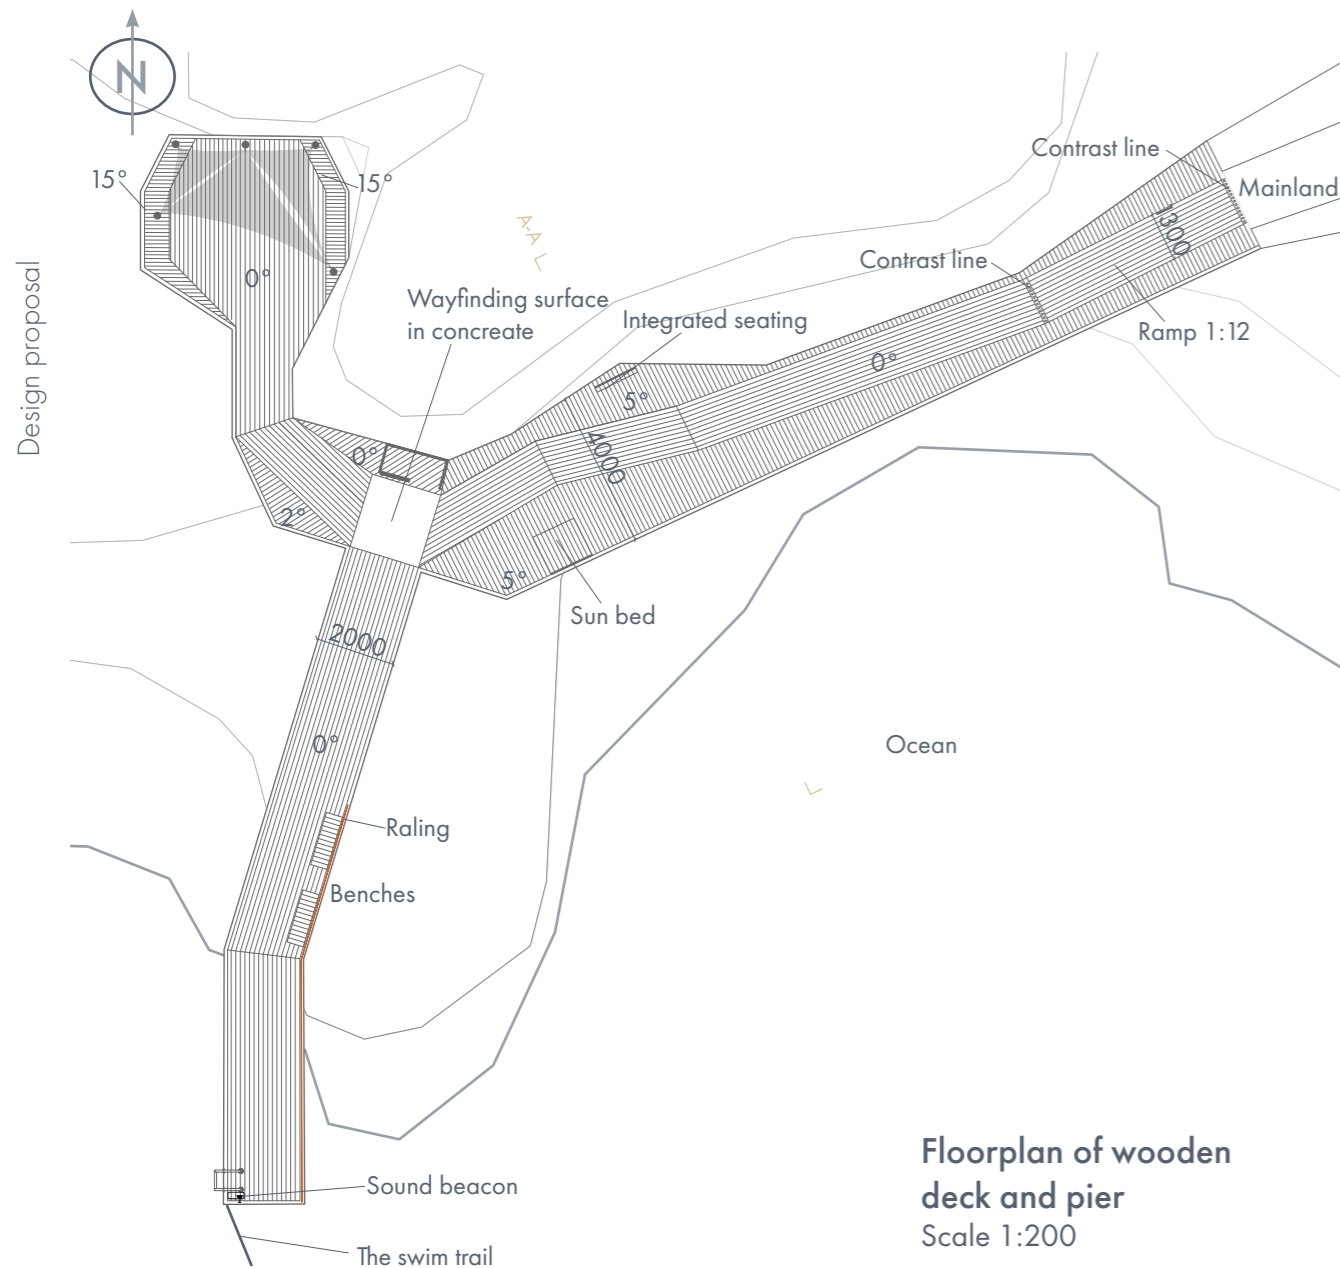 N
Design proposal
15°
15°
0°
A-A
Contrast line
Mainland
1300
Contrast line
Wayfinding surface
in concreate
Integrated seating
Ramp 1:12
0°
5°
4000
0°
2°
5°
Sun bed
2000
0°
Ocean
Raling
Benches
Sound beacon
The swim trail
Floorplan of wooden
deck and pier
Scale 1:200